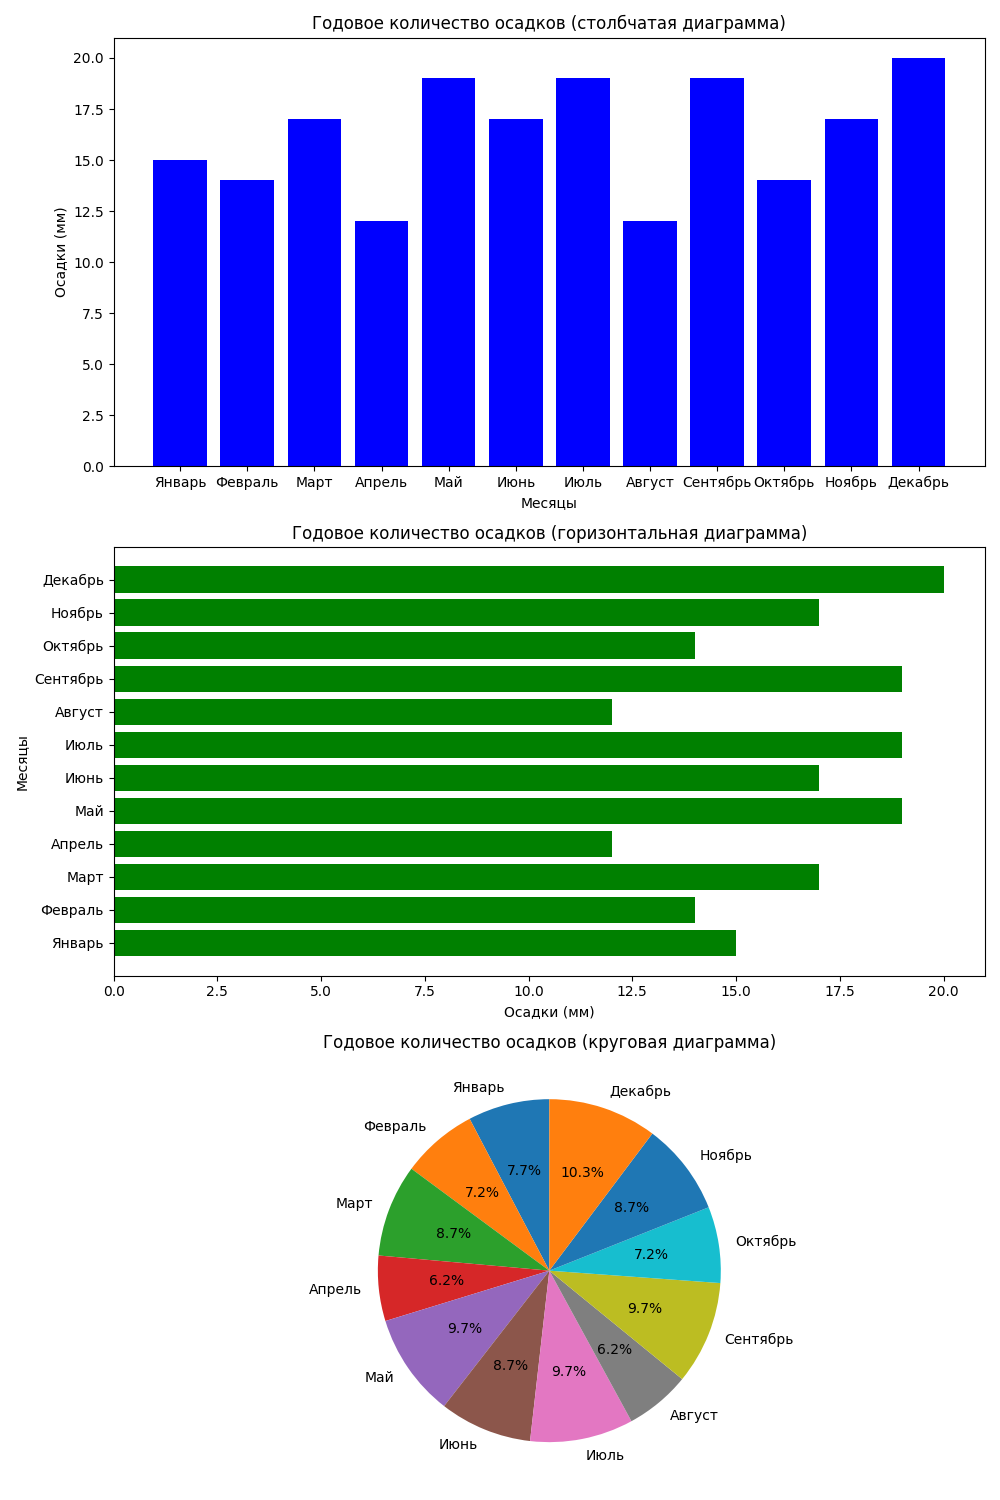 Годовое количество осадков (столбчатая диаграмма)
20.0
17.5
15.0
12.5
10.0
7.5
5.0
2.5
0.0
Осадки (мм)
Январь Февраль Март Апрель Май Июнь Июль Август Сентябрь Октябрь Ноябрь Декабрь
Месяцы
Годовое количество осадков (горизонтальная диаграмма)
Декабрь
Ноябрь
Октябрь
Сентябрь
Август
Июль
Июнь
Май
Апрель
Март
Февраль
Январь
Месяцы
0.0 2.5 5.0 7.5 10.0 12.5 15.0 17.5 20.0
Осадки (мм)
Годовое количество осадков (круговая диаграмма)
Январь
7.7%
Февраль
7.2%
Март
8.7%
Апрель
6.2%
Май
9.7%
Июнь
8.7%
Июль
9.7%
Август
6.2%
Сентябрь
9.7%
Октябрь
7.2%
Ноябрь
8.7%
Декабрь
10.3%